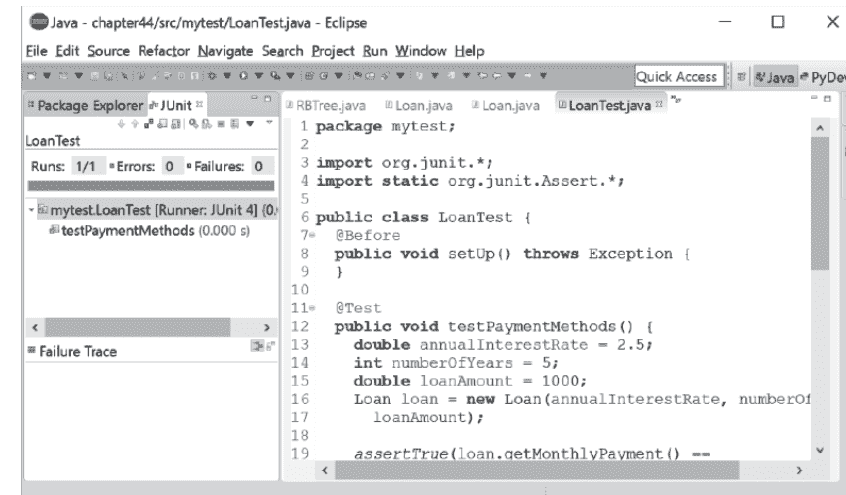 Java - chapter44/src/mytest/LoanTest.java - Eclipse
File Edit Source Refactor Navigate Search Project Run Window Help
Quick Access Java PyDev
Package Explorer JUnit
LoanTest
Runs: 1/1 Errors: 0 Failures: 0
mytest.LoanTest [Runner: JUnit 4] (0.
testPaymentMethods (0.000 s)
Failure Trace
RBTree.java Loan.java Loan.java LoanTest.java
1 package mytest;
2
3 import org.junit.*;
4 import static org.junit.Assert.*;
5
6 public class LoanTest {
7 @Before
8 public void setUp() throws Exception {
9 }
10
11 @Test
12 public void testPaymentMethods() {
13 double annualInterestRate = 2.5;
14 int numberOfYears = 5;
15 double loanAmount = 1000;
16 Loan loan = new Loan(annualInterestRate, numberOf
17 loanAmount);
18
19 assertTrue(loan.getMonthlyPayment() ==